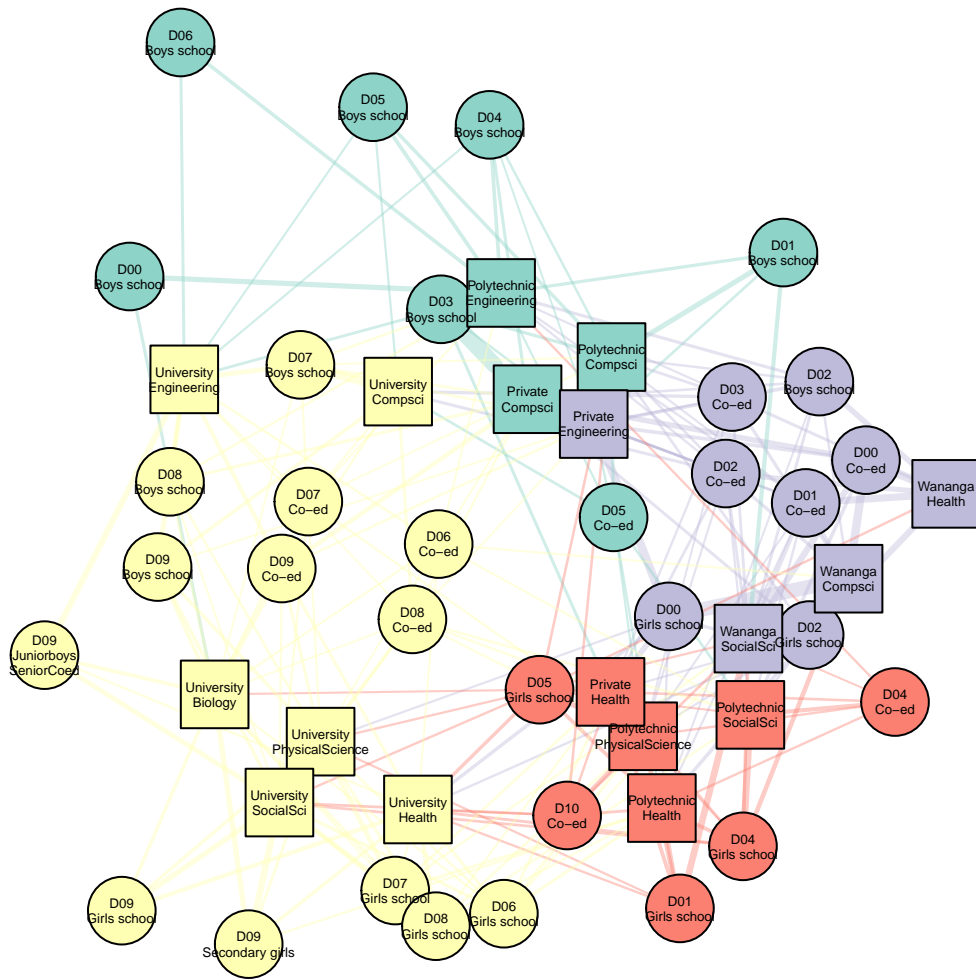 D06
Boys school
D05
Boys school
D04
Boys school
D01
Boys school
D00
Boys school
D03
Boys school
Polytechnic
Engineering
D07
Boys school
University
Engineering
University
Compsci
Private
Compsci
Polytechnic
Compsci
Private
Engineering
D03
Co−ed
D02
Boys school
D08
Boys school
D07
Co−ed
D02
Co−ed
D00
Co−ed
D01
Co−ed
Wananga
Health
D05
Co−ed
D06
Co−ed
D09
Boys school
D09
Co−ed
Wananga
Compsci
D08
Co−ed
D00
Girls school
Wananga
SocialSci
D02
Girls school
D09
Juniorboys
SeniorCoed
University
Biology
D05
Girls school
Private
Health
D04
Co−ed
Polytechnic
SocialSci
University
PhysicalScience
Polytechnic
PhysicalScience
University
SocialSci
University
Health
D10
Co−ed
Polytechnic
Health
D04
Girls school
D09
Girls school
D07
Girls school
D08
Girls school
D06
Girls school
D01
Girls school
D09
Secondary girls